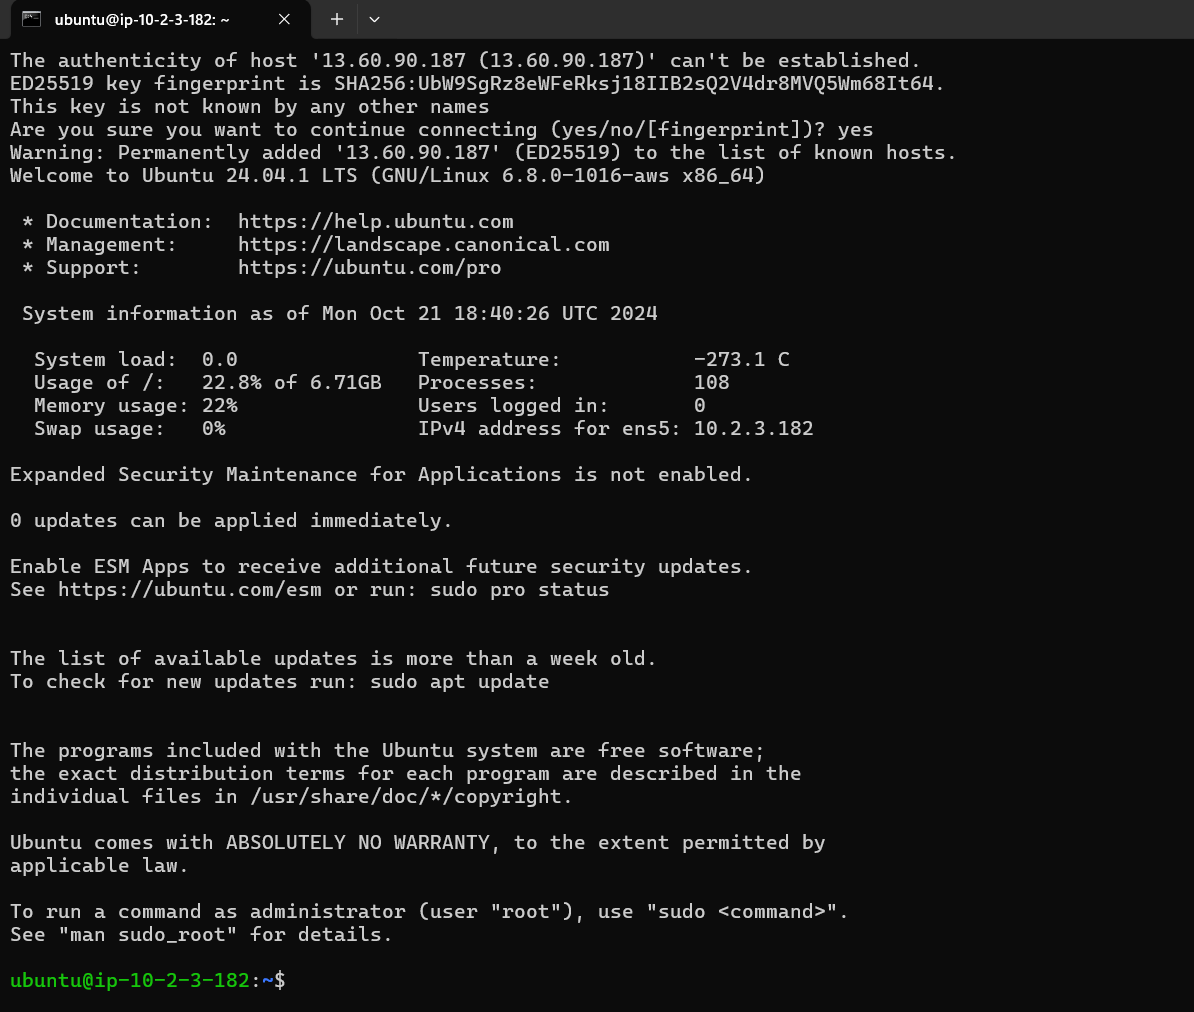 ubuntu@ip-10-2-3-182: ~
The authenticity of host '13.60.90.187 (13.60.90.187)' can't be established.
ED25519 key fingerprint is SHA256:UbW9SgRz8eWFeRksj18IIB2sQ2V4dr8MVQ5Wm68It64.
This key is not known by any other names
Are you sure you want to continue connecting (yes/no/[fingerprint])? yes
Warning: Permanently added '13.60.90.187' (ED25519) to the list of known hosts.
Welcome to Ubuntu 24.04.1 LTS (GNU/Linux 6.8.0-1016-aws x86_64)
* Documentation:  https://help.ubuntu.com
* Management:     https://landscape.canonical.com
* Support:        https://ubuntu.com/pro
System information as of Mon Oct 21 18:40:26 UTC 2024
System load:  0.0               Temperature:           -273.1 C
Usage of /:   22.8% of 6.71GB   Processes:             108
Memory usage: 22%               Users logged in:       0
Swap usage:   0%                IPv4 address for ens5: 10.2.3.182
Expanded Security Maintenance for Applications is not enabled.
0 updates can be applied immediately.
Enable ESM Apps to receive additional future security updates.
See https://ubuntu.com/esm or run: sudo pro status
The list of available updates is more than a week old.
To check for new updates run: sudo apt update
The programs included with the Ubuntu system are free software;
the exact distribution terms for each program are described in the
individual files in /usr/share/doc/*/copyright.
Ubuntu comes with ABSOLUTELY NO WARRANTY, to the extent permitted by
applicable law.
To run a command as administrator (user "root"), use "sudo <command>".
See "man sudo_root" for details.
ubuntu@ip-10-2-3-182:~$